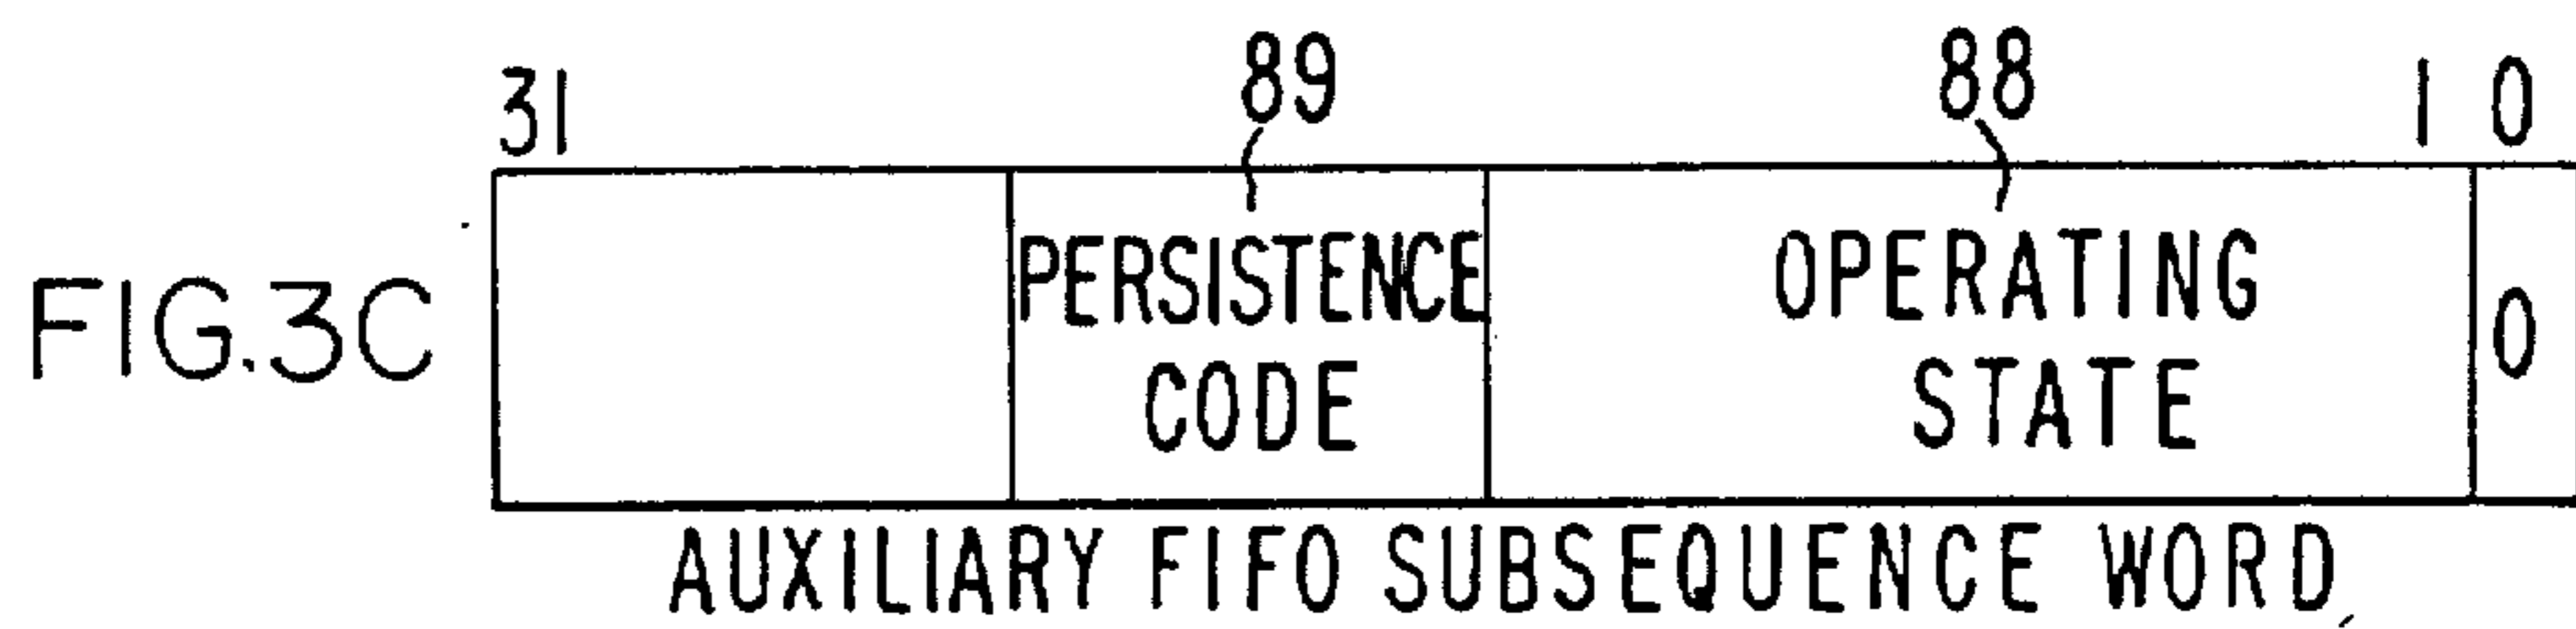 31 89 88 1 0
FIG.3C
PERSISTENCE OPERATING
CODE STATE 0
AUXILIARY FIFO SUBSEQUENCE WORD